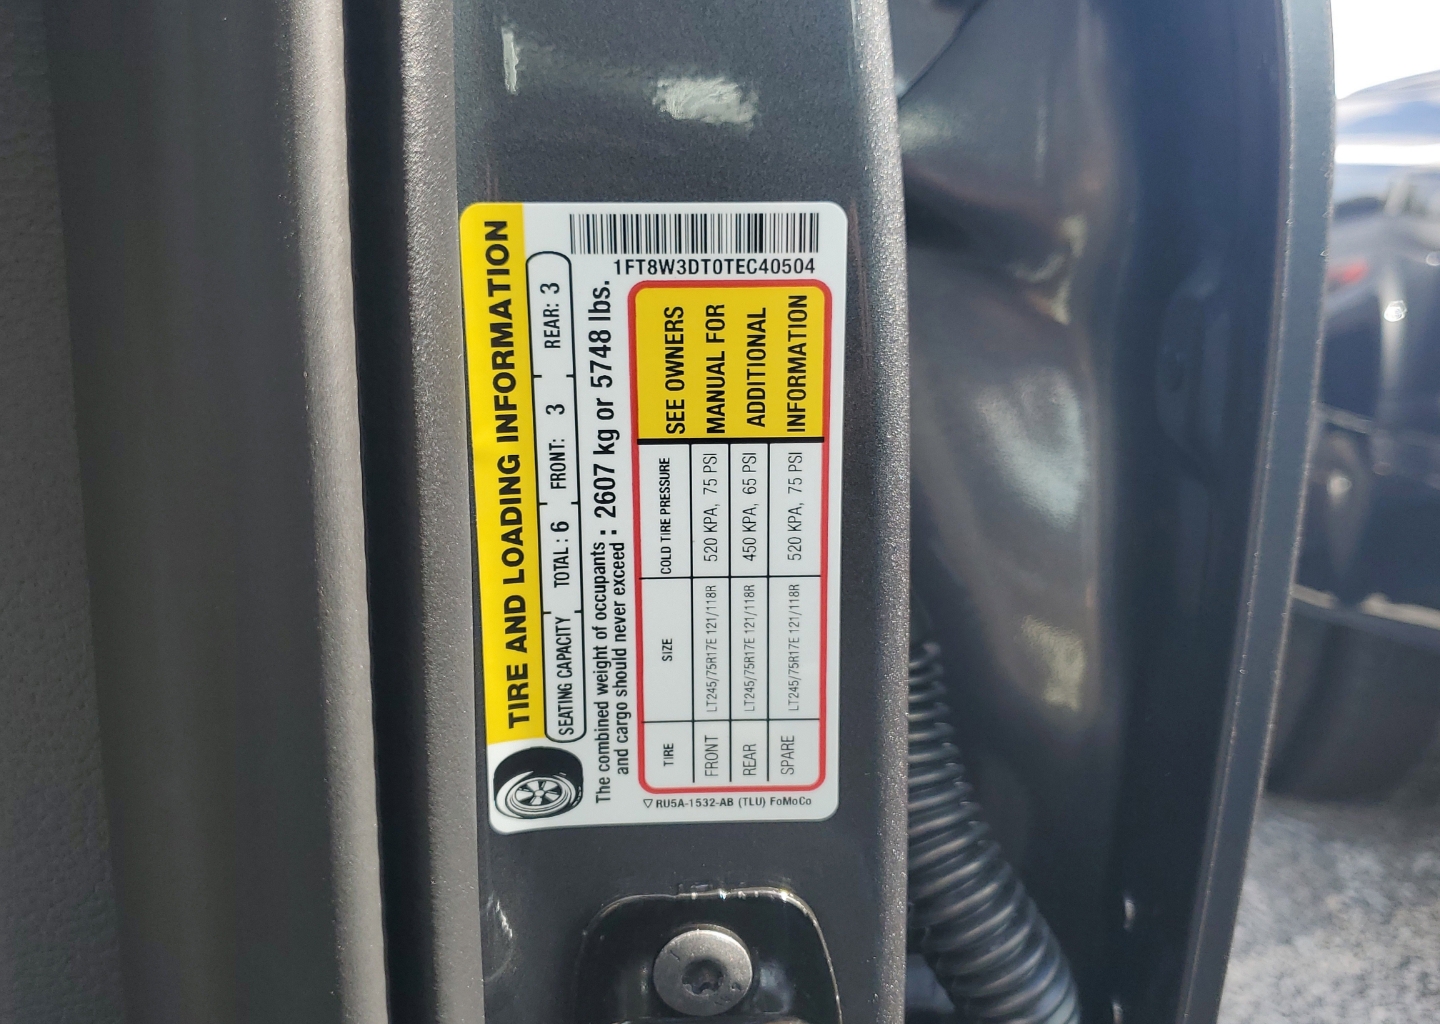 TIRE AND LOADING INFORMATION
SEATING CAPACITY TOTAL : 6 FRONT: 3 REAR: 3
The combined weight of occupants : 2607 kg or 5748 lbs.
and cargo should never exceed :
TIRE SIZE COLD TIRE PRESSURE
FRONT LT245/75R17E 121/118R 520 KPA, 75 PSI
REAR LT245/75R17E 121/118R 450 KPA, 65 PSI
SPARE LT245/75R17E 121/118R 520 KPA, 75 PSI
SEE OWNERS
MANUAL FOR
ADDITIONAL
INFORMATION
1FT8W3DT0TEC40504
RU5A-1532-AB (TLU) FoMoCo